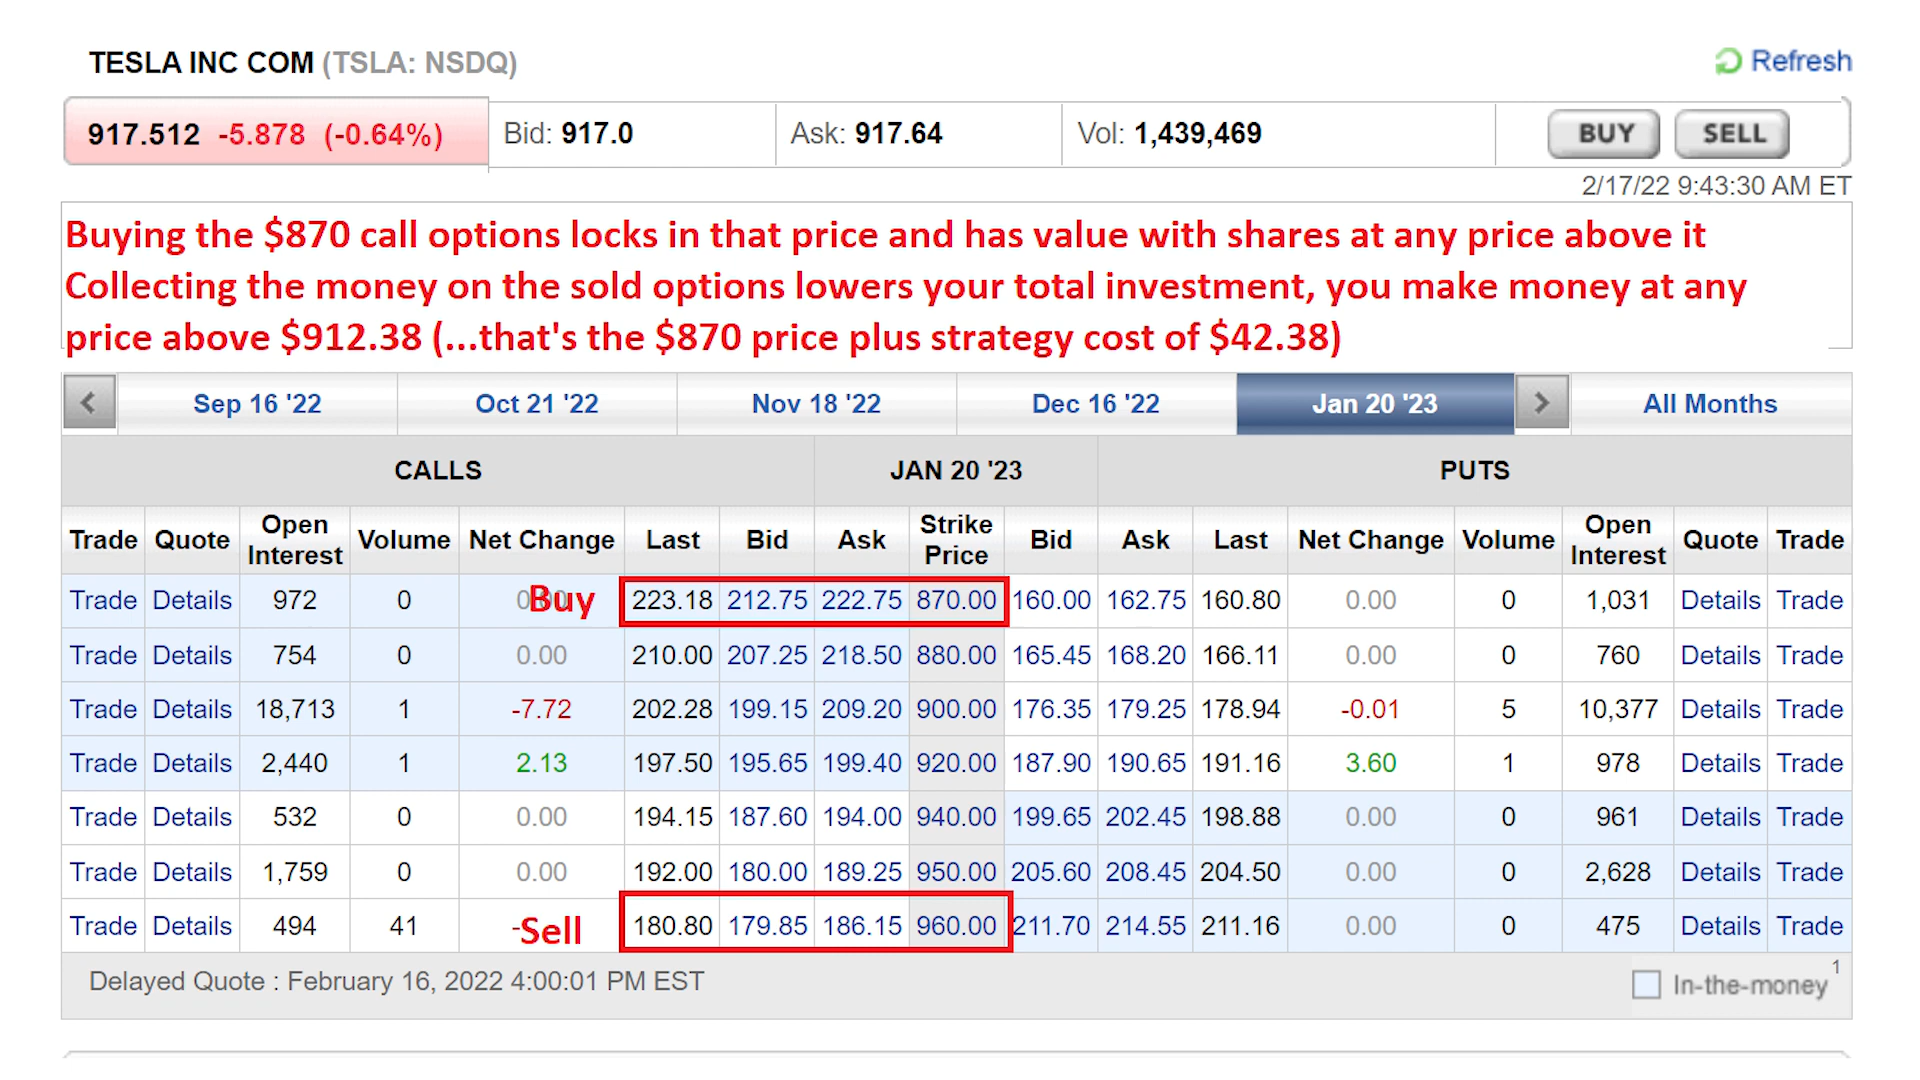 TESLA INC COM (TSLA: NSDQ)
Refresh
917.512 -5.878 (-0.64%) Bid: 917.0 Ask: 917.64 Vol: 1,439,469 BUY SELL
2/17/22 9:43:30 AM ET
Buying the $870 call options locks in that price and has value with shares at any price above it
Collecting the money on the sold options lowers your total investment, you make money at any
price above $912.38 (...that's the $870 price plus strategy cost of $42.38)
< Sep 16 '22 Oct 21 '22 Nov 18 '22 Dec 16 '22 Jan 20 '23 > All Months
CALLS JAN 20 '23 PUTS
Trade Quote Open Interest Volume Net Change Last Bid Ask Strike Price Bid Ask Last Net Change Volume Open Interest Quote Trade
Trade Details 972 0 Buy 223.18 212.75 222.75 870.00 160.00 162.75 160.80 0.00 0 1,031 Details Trade
Trade Details 754 0 0.00 210.00 207.25 218.50 880.00 165.45 168.20 166.11 0.00 0 760 Details Trade
Trade Details 18,713 1 -7.72 202.28 199.15 209.20 900.00 176.35 179.25 178.94 -0.01 5 10,377 Details Trade
Trade Details 2,440 1 2.13 197.50 195.65 199.40 920.00 187.90 190.65 191.16 3.60 1 978 Details Trade
Trade Details 532 0 0.00 194.15 187.60 194.00 940.00 199.65 202.45 198.88 0.00 0 961 Details Trade
Trade Details 1,759 0 0.00 192.00 180.00 189.25 950.00 205.60 208.45 204.50 0.00 0 2,628 Details Trade
Trade Details 494 41 Sell 180.80 179.85 186.15 960.00 211.70 214.55 211.16 0.00 0 475 Details Trade
Delayed Quote : February 16, 2022 4:00:01 PM EST
In-the-money 1